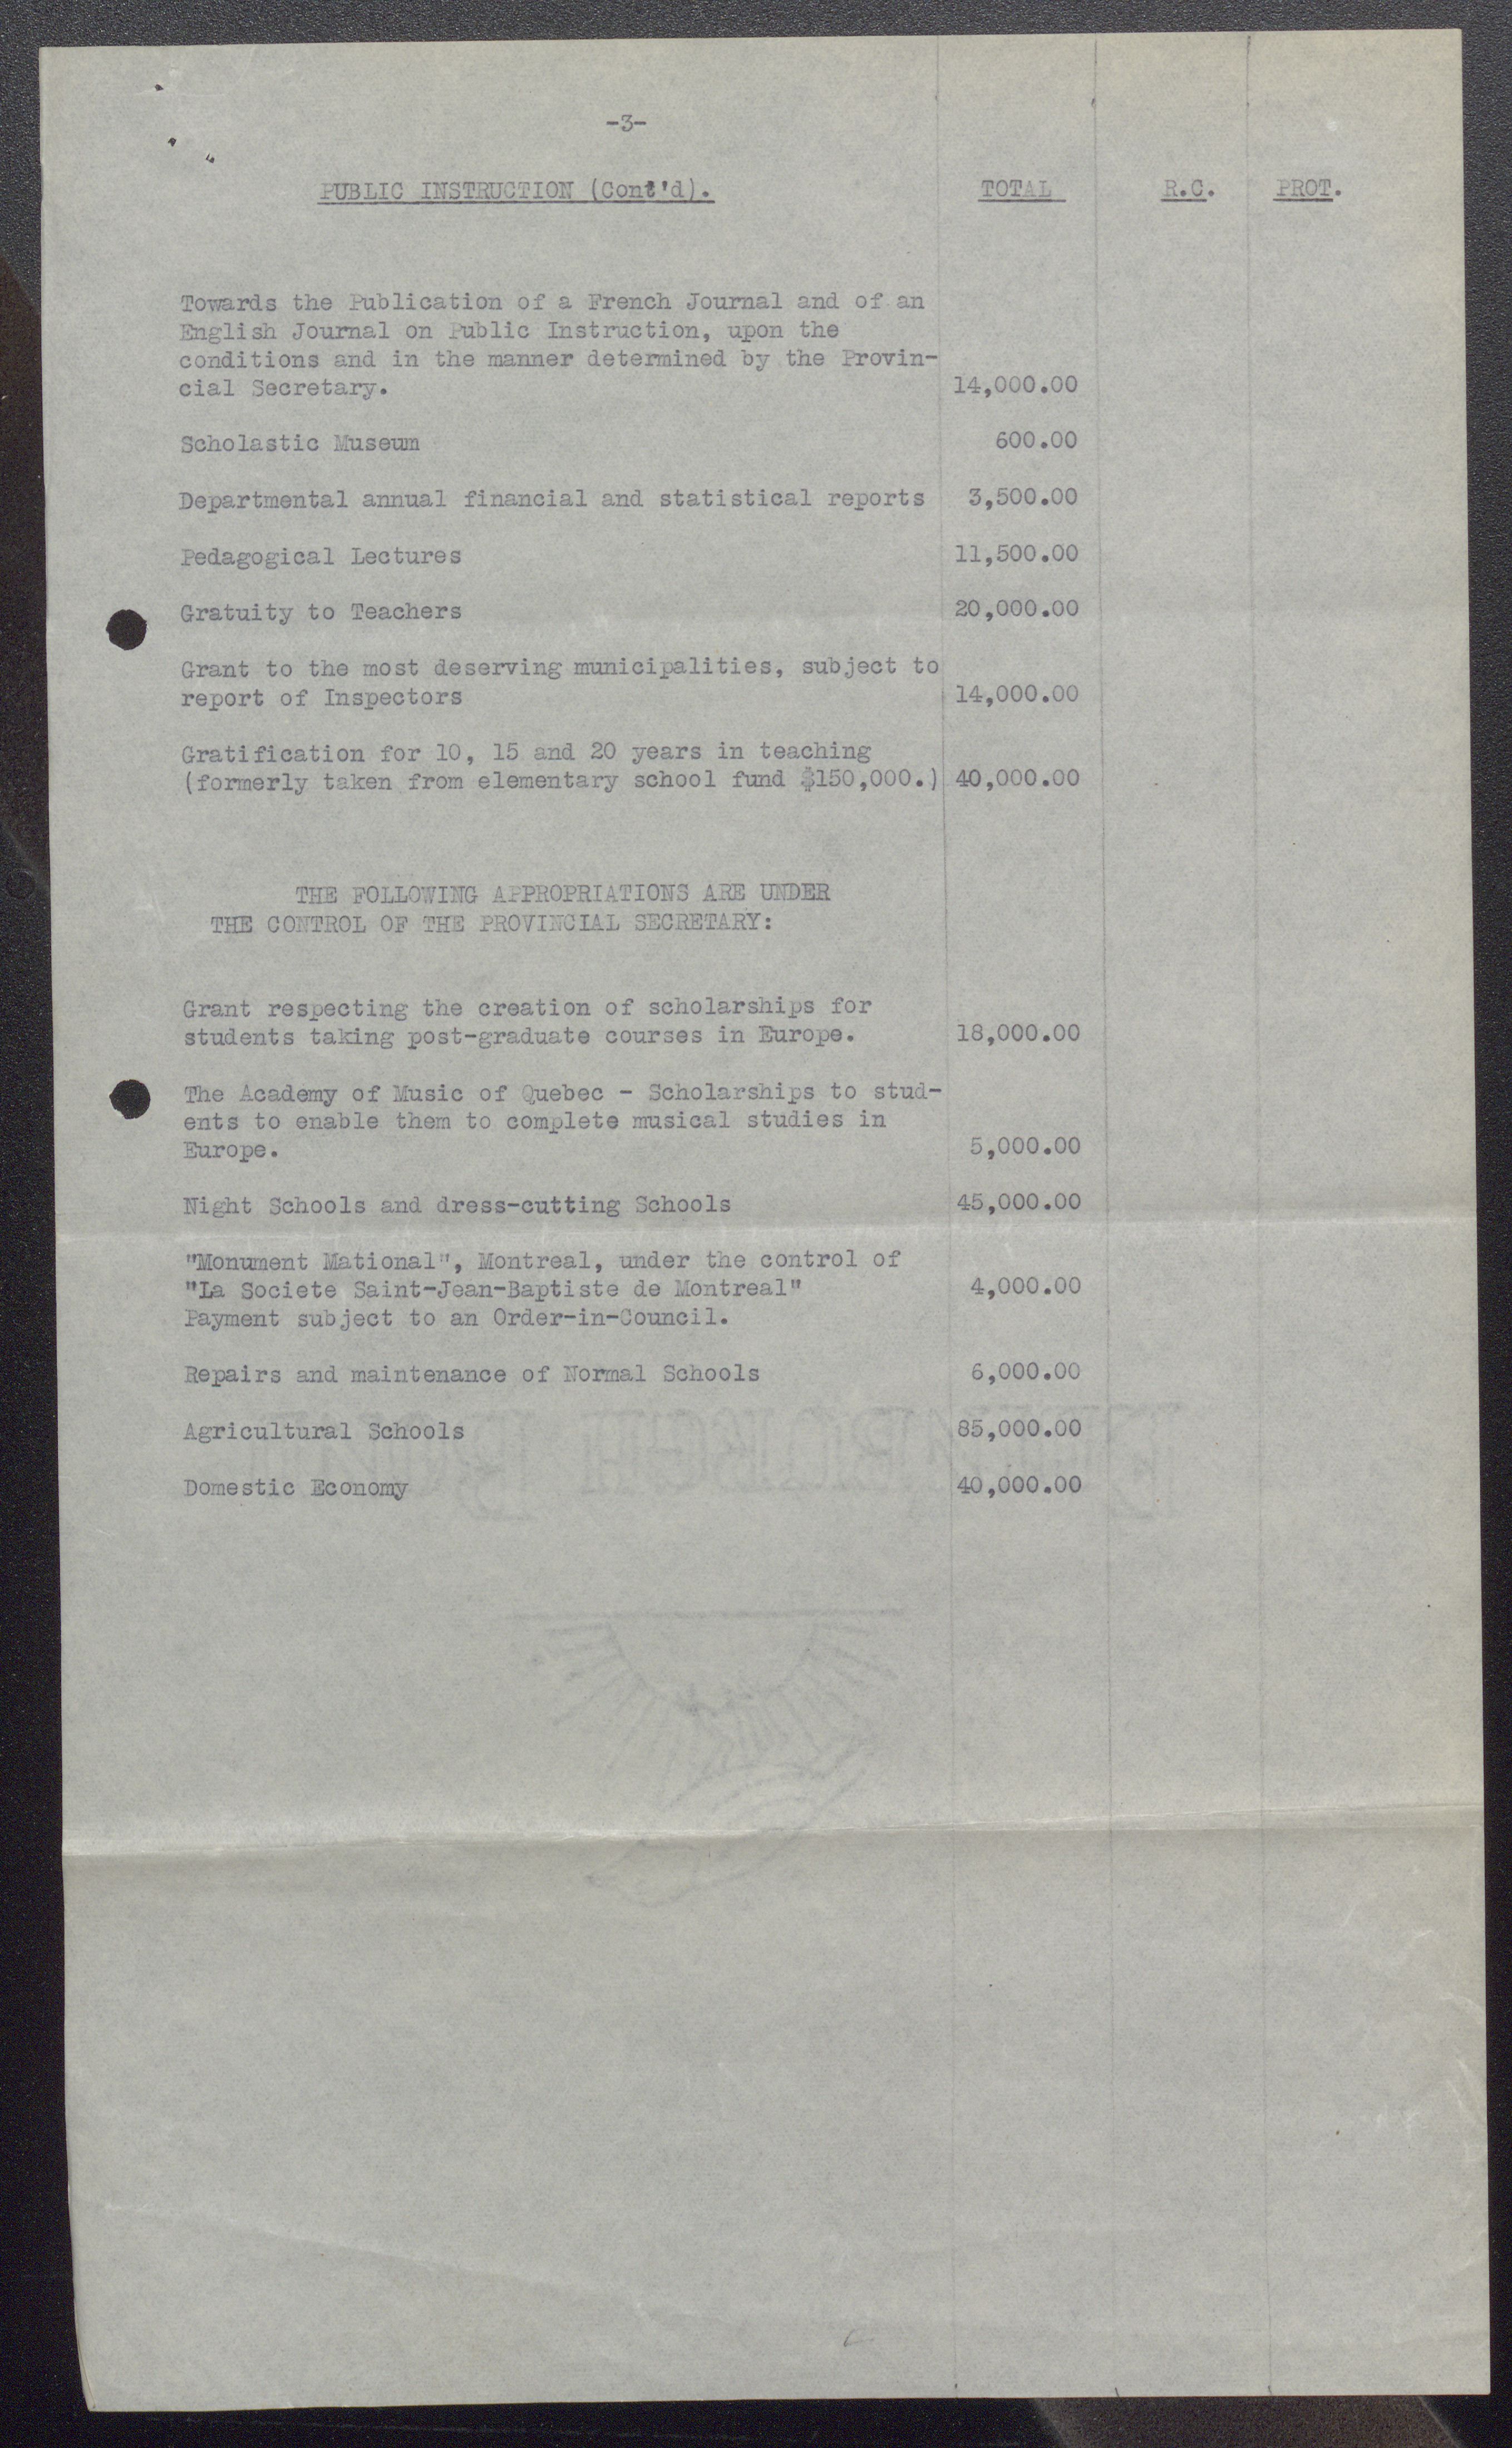 -3-
PUBLIC INSTRUCTION (Cont'd). TOTAL R.C. PROT.
Towards the Publication of a French Journal and of an
English Journal on Public Instruction, upon the
conditions and in the manner determined by the Provin-
cial Secretary. 14,000.00
Scholastic Museum 600.00
Departmental annual financial and statistical reports 3,500.00
Pedagogical Lectures 11,500.00
Gratuity to Teachers 20,000.00
Grant to the most deserving municipalities, subject to
report of Inspectors 14,000.00
Gratification for 10, 15 and 20 years in teaching
(formerly taken from elementary school fund $150,000.) 40,000.00
THE FOLLOWING APPROPRIATIONS ARE UNDER
THE CONTROL OF THE PROVINCIAL SECRETARY:
Grant respecting the creation of scholarships for
students taking post-graduate courses in Europe. 18,000.00
The Academy of Music of Quebec - Scholarships to stud-
ents to enable them to complete musical studies in
Europe. 5,000.00
Night Schools and dress-cutting Schools 45,000.00
"Monument Mational", Montreal, under the control of
"La Societe Saint-Jean-Baptiste de Montreal" 4,000.00
Payment subject to an Order-in-Council.
Repairs and maintenance of Normal Schools 6,000.00
Agricultural Schools 85,000.00
Domestic Economy 40,000.00